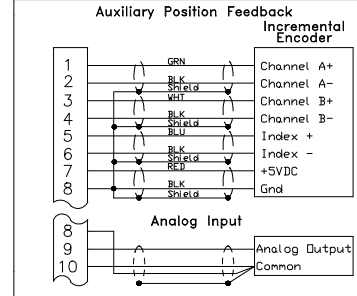 Auxiliary Position Feedback
Incremental
Encoder
1 GRN Channel A+
2 BLK Channel A-
Shield
3 WHT Channel B+
4 BLK Channel B-
Shield
5 BLU Index +
6 BLK Index -
Shield
7 RED +5VDC
8 BLK Gnd
Shield
Analog Input
8
9 Analog Output
10 Common